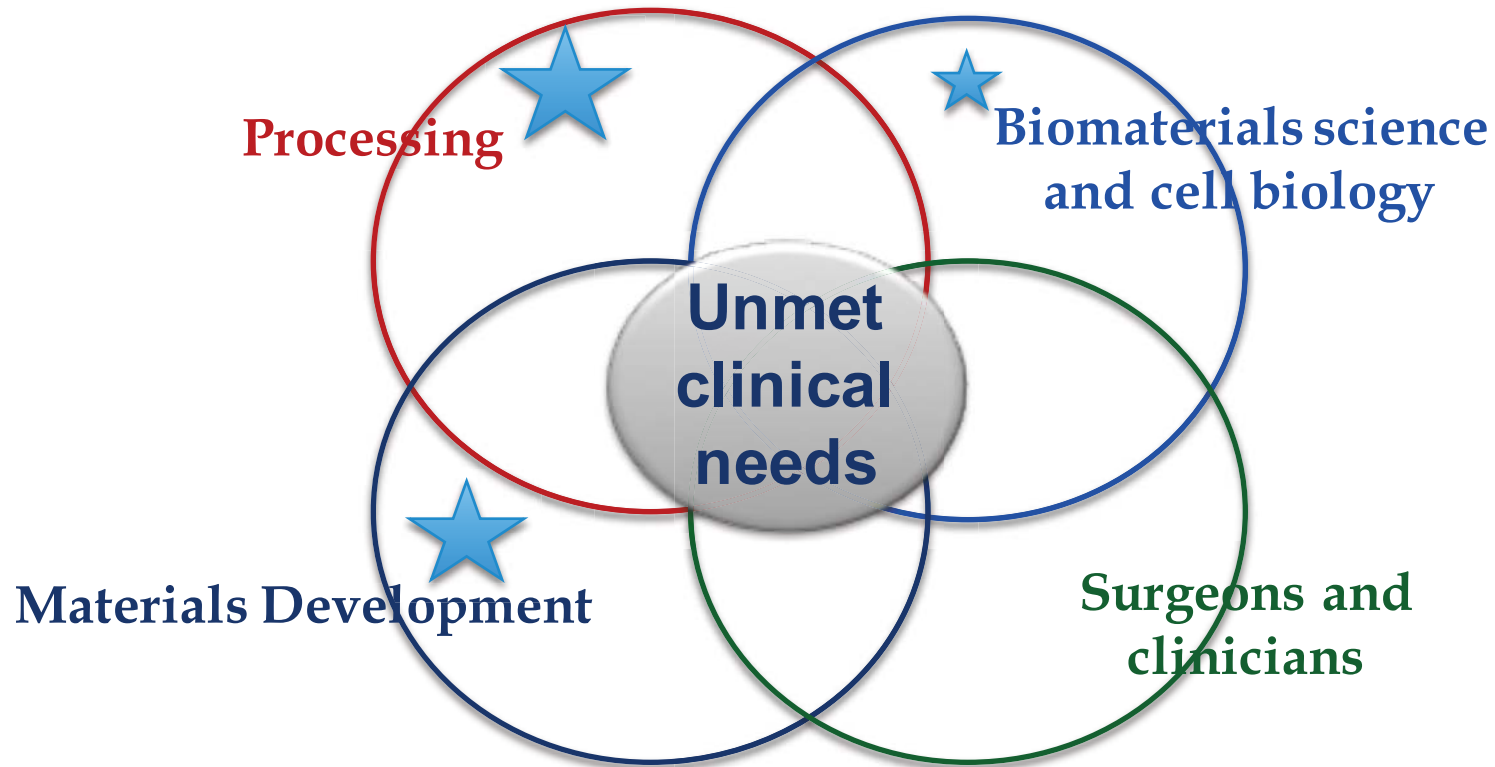 Processing
Biomaterials science
and cell biology
Unmet
clinical
needs
Materials Development
Surgeons and
clinicians